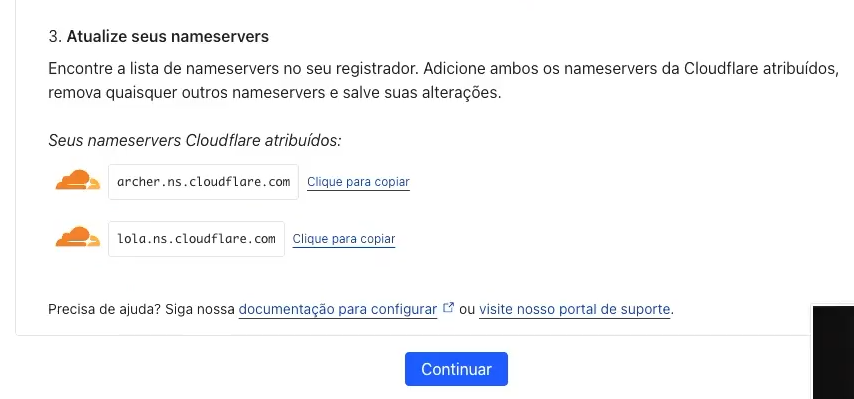 3. Atualize seus nameservers
Encontre a lista de nameservers no seu registrador. Adicione ambos os nameservers da Cloudflare atribuídos,
remova quaisquer outros nameservers e salve suas alterações.
Seus nameservers Cloudflare atribuídos:
archer.ns.cloudflare.com Clique para copiar
lola.ns.cloudflare.com Clique para copiar
Precisa de ajuda? Siga nossa documentação para configurar ou visite nosso portal de suporte.
Continuar